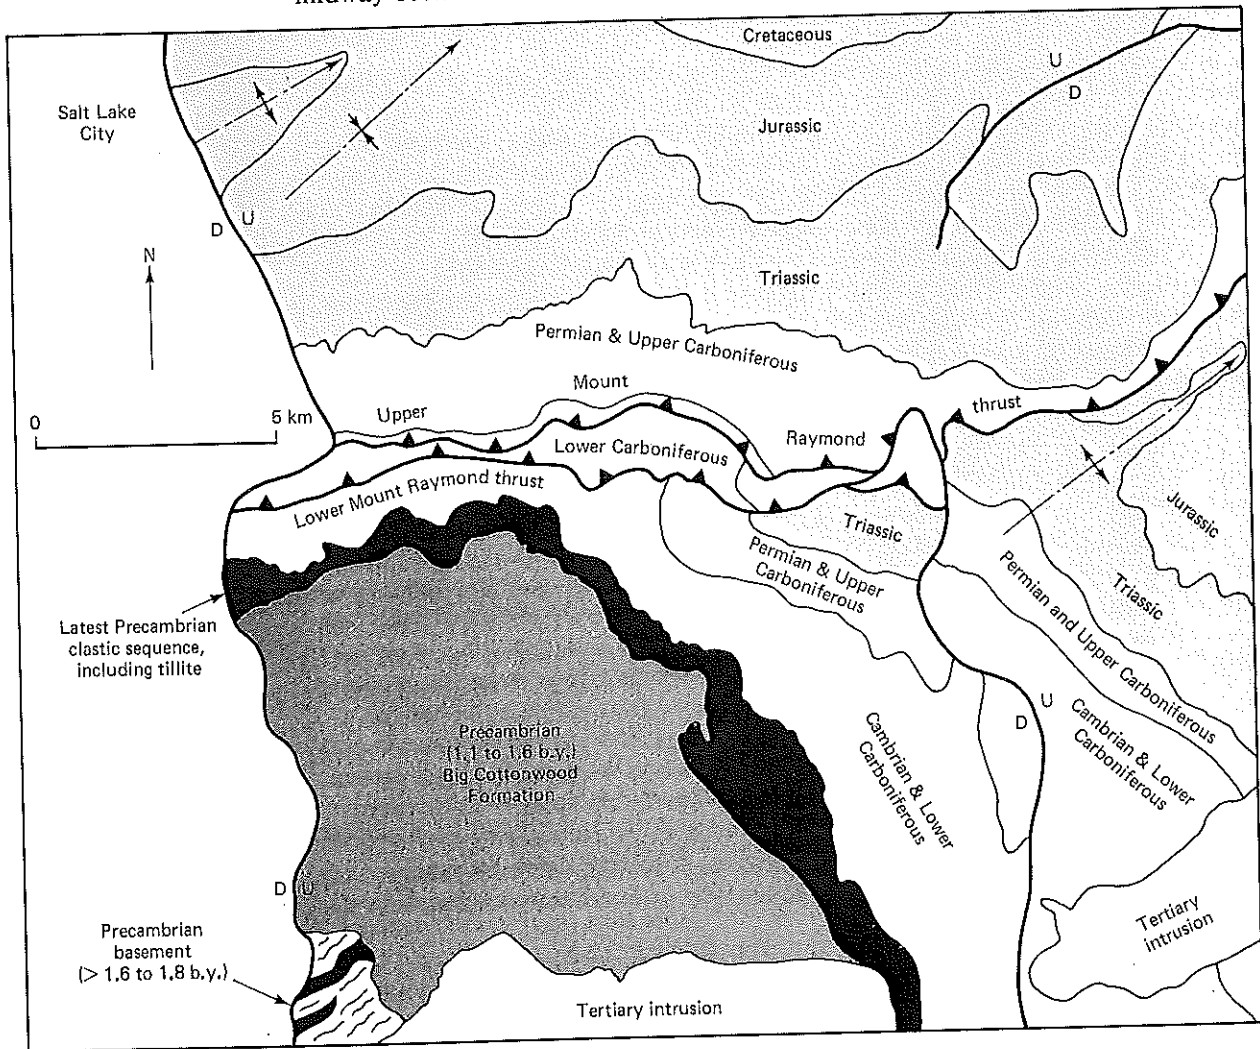 Cretaceous
U
D
Salt Lake
City
Jurassic
D
U
N
Triassic
Permian & Upper Carboniferous
0
5 km
Upper
Mount
Raymond
thrust
Lower Carboniferous
Lower Mount Raymond thrust
Triassic
Jurassic
Permian & Upper
Carboniferous
Permian and Upper Carboniferous
Triassic
Latest Precambrian
clastic sequence,
including tillite
Precambrian
(1.1 to 1.6 b.y.)
Big Cottonwood
Formation
Cambrian & Lower
Carboniferous
D
U
Cambrian & Lower
Carboniferous
D
U
Precambrian
basement
(> 1.6 to 1.8 b.y.)
Tertiary
intrusion
Tertiary intrusion